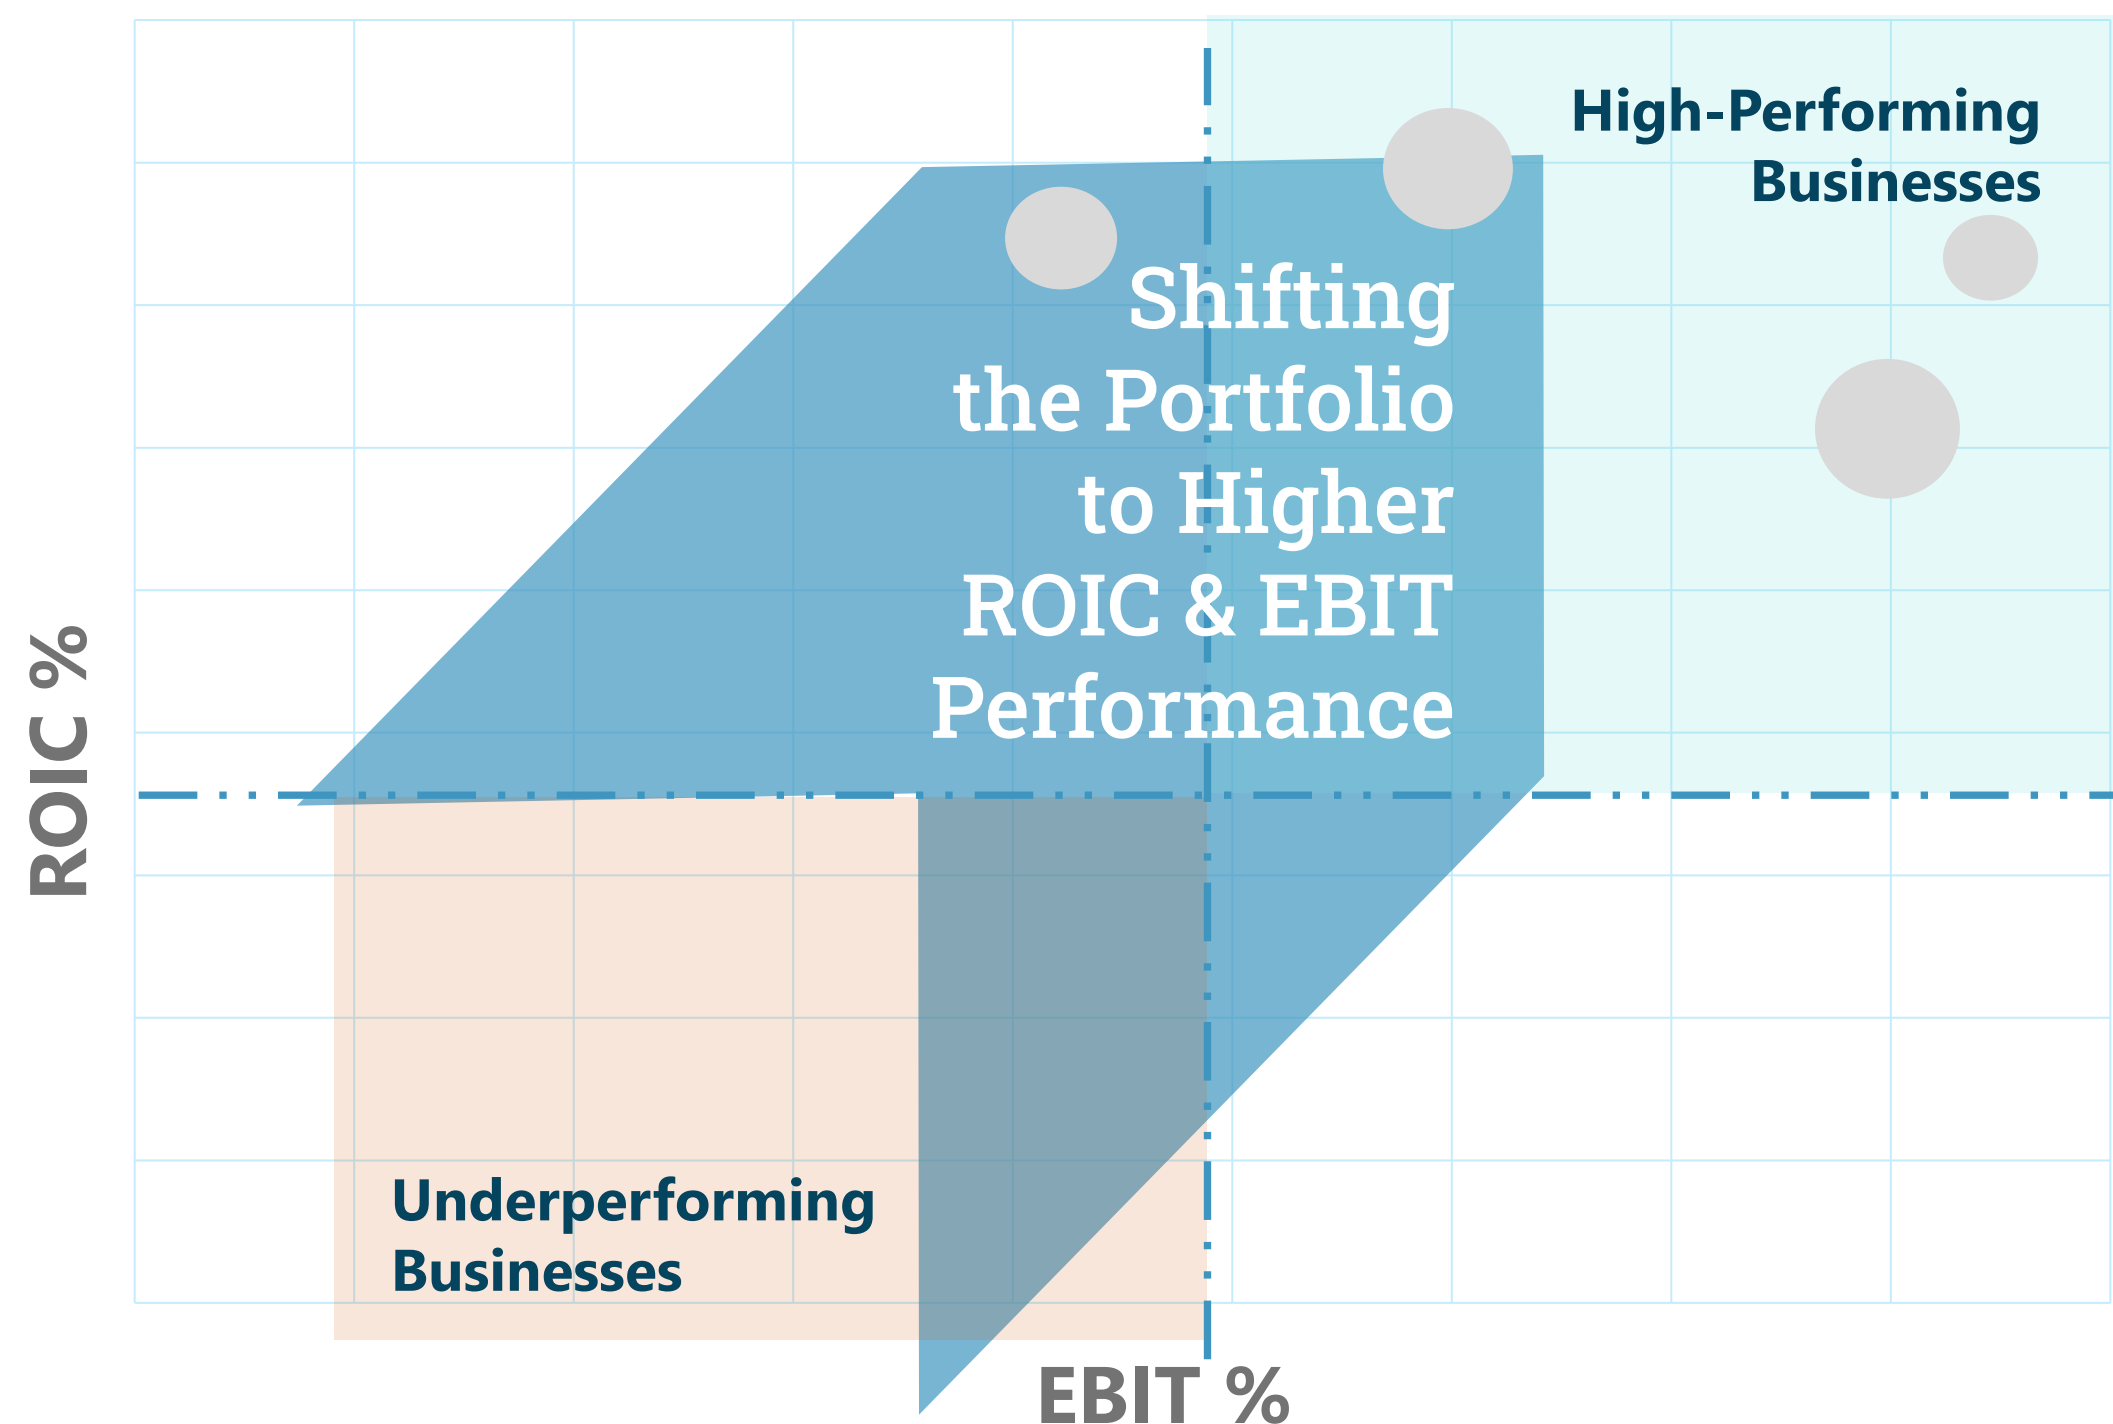 High-Performing
Businesses
Shifting
the Portfolio
to Higher
ROIC & EBIT
Performance
ROIC %
Underperforming
Businesses
EBIT %